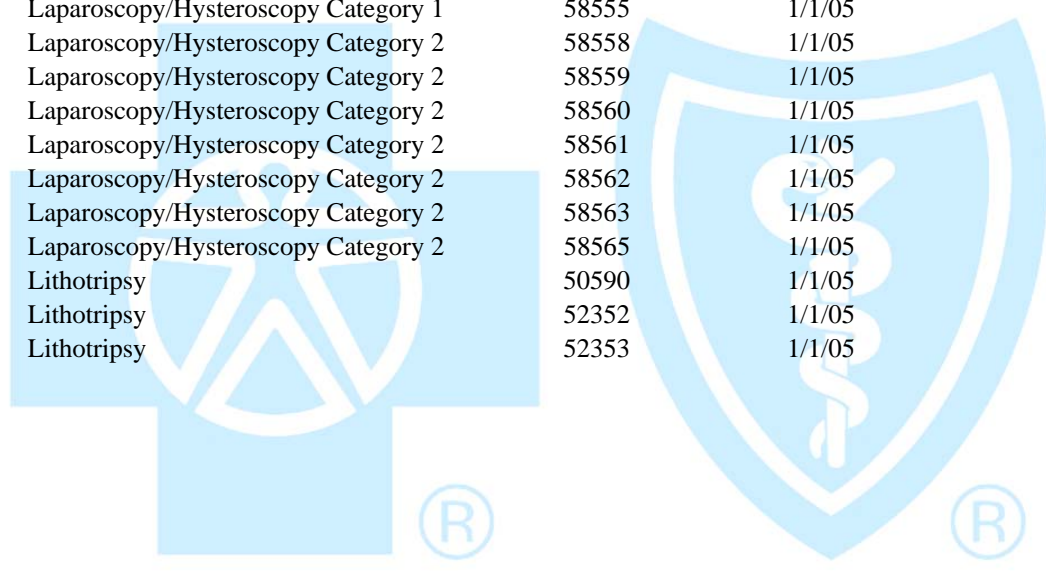 Laparoscopy/Hysteroscopy Category 1 58555 1/1/05
Laparoscopy/Hysteroscopy Category 2 58558 1/1/05
Laparoscopy/Hysteroscopy Category 2 58559 1/1/05
Laparoscopy/Hysteroscopy Category 2 58560 1/1/05
Laparoscopy/Hysteroscopy Category 2 58561 1/1/05
Laparoscopy/Hysteroscopy Category 2 58562 1/1/05
Laparoscopy/Hysteroscopy Category 2 58563 1/1/05
Laparoscopy/Hysteroscopy Category 2 58565 1/1/05
Lithotripsy 50590 1/1/05
Lithotripsy 52352 1/1/05
Lithotripsy 52353 1/1/05
® ®